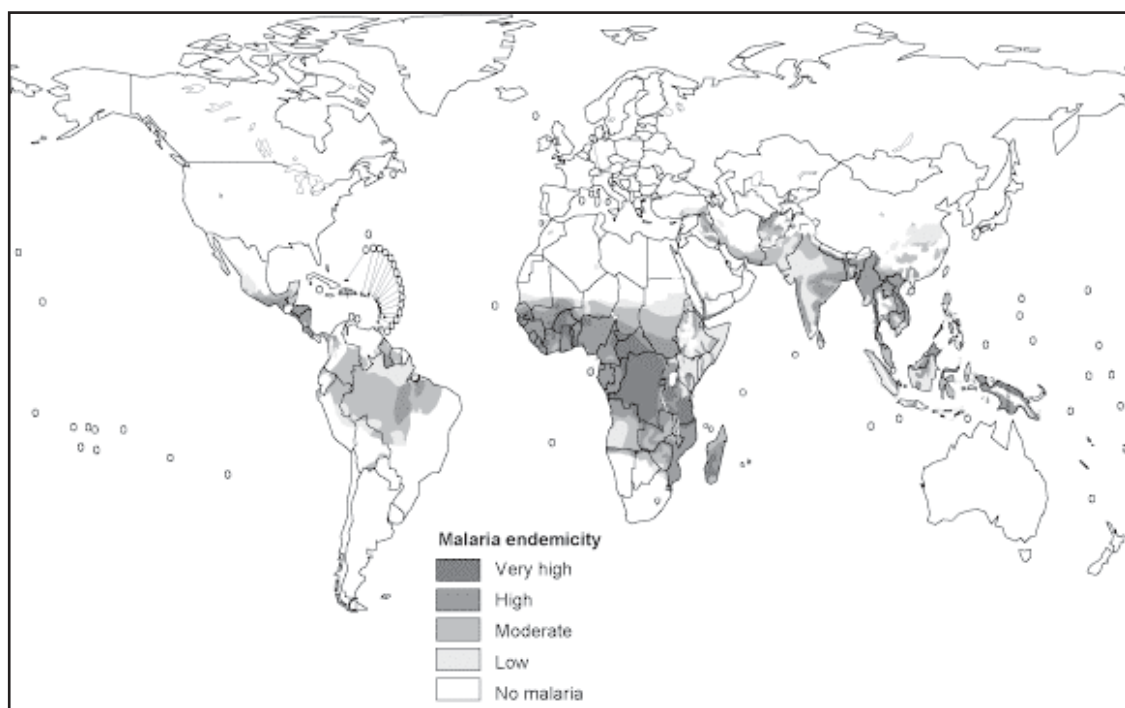 Malaria endemicity
Very high
High
Moderate
Low
No malaria